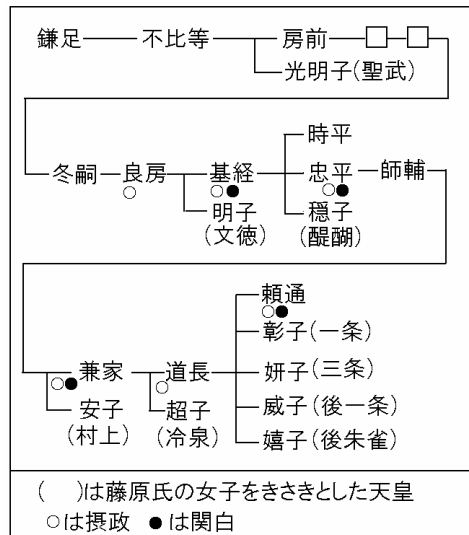 鎌足 不比等 房前 □ □
光明子(聖武)
時平
冬嗣 良房 基経 忠平 師輔
○ ○● ○●
明子 穏子
(文徳) (醍醐)
頼通
○●
彰子(一条)
兼家 道長 妍子(三条)
○● ○
安子 超子 威子(後一条)
(村上) (冷泉) 嬉子(後朱雀)
( )は藤原氏の女子をきさきとした天皇
○は摂政 ●は関白